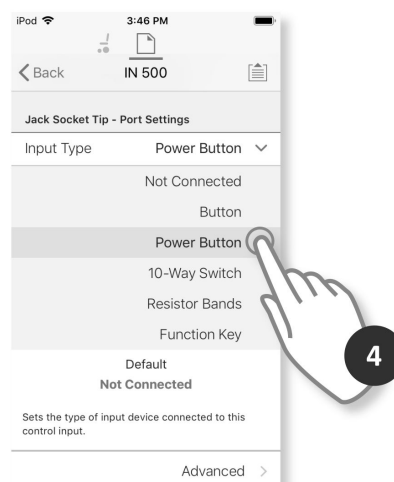 iPod 3:46 PM
Back IN 500
Jack Socket Tip - Port Settings
Input Type Power Button
Not Connected
Button
Power Button
10-Way Switch
Resistor Bands
Function Key
4
Default
Not Connected
Sets the type of input device connected to this
control input.
Advanced